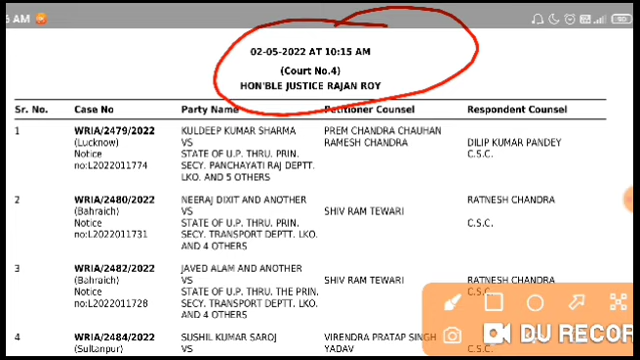 6 AM
02-05-2022 AT 10:15 AM
(Court No.4)
HON'BLE JUSTICE RAJAN ROY
Sr. No. Case No Party Name Petitioner Counsel Respondent Counsel
1 WRIA/2479/2022 KULDEEP KUMAR SHARMA PREM CHANDRA CHAUHAN
(Lucknow) VS RAMESH CHANDRA DILIP KUMAR PANDEY
Notice STATE OF U.P. THRU. PRIN. C.S.C.
no:L2022011774 SECY. PANCHAYATI RAJ DEPTT.
LKO. AND 5 OTHERS
2 WRIA/2480/2022 NEERAJ DIXIT AND ANOTHER RATNESH CHANDRA
(Bahraich) VS SHIV RAM TEWARI
Notice STATE OF U.P. THRU. PRIN. C.S.C.
no:L2022011731 SECY. TRANSPORT DEPTT. LKO.
AND 4 OTHERS
3 WRIA/2482/2022 JAVED ALAM AND ANOTHER
(Bahraich) VS SHIV RAM TEWARI RATNESH CHANDRA
Notice STATE OF U.P. THRU. THE PRIN. C.S.C.
no:L2022011728 SECY. TRANSPORT DEPTT. LKO.
AND 4 OTHERS
4 WRIA/2484/2022 SUSHIL KUMAR SAROJ VIRENDRA PRATAP SINGH
(Sultanpur) VS YADAV C.S.C.
DU RECOR